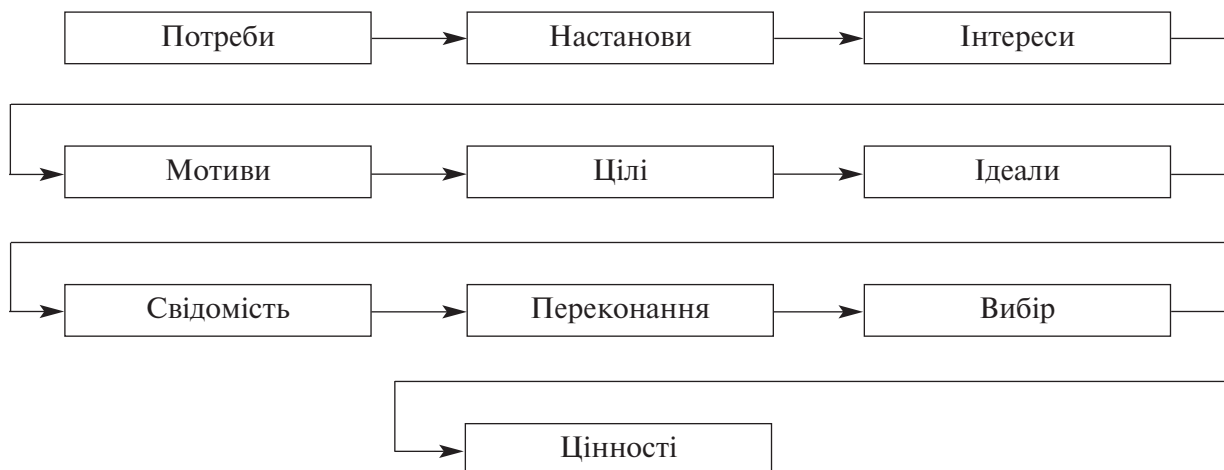 Потреби
Настанови
Інтереси
Мотиви
Цілі
Ідеали
Свідомість
Переконання
Вибір
Цінності